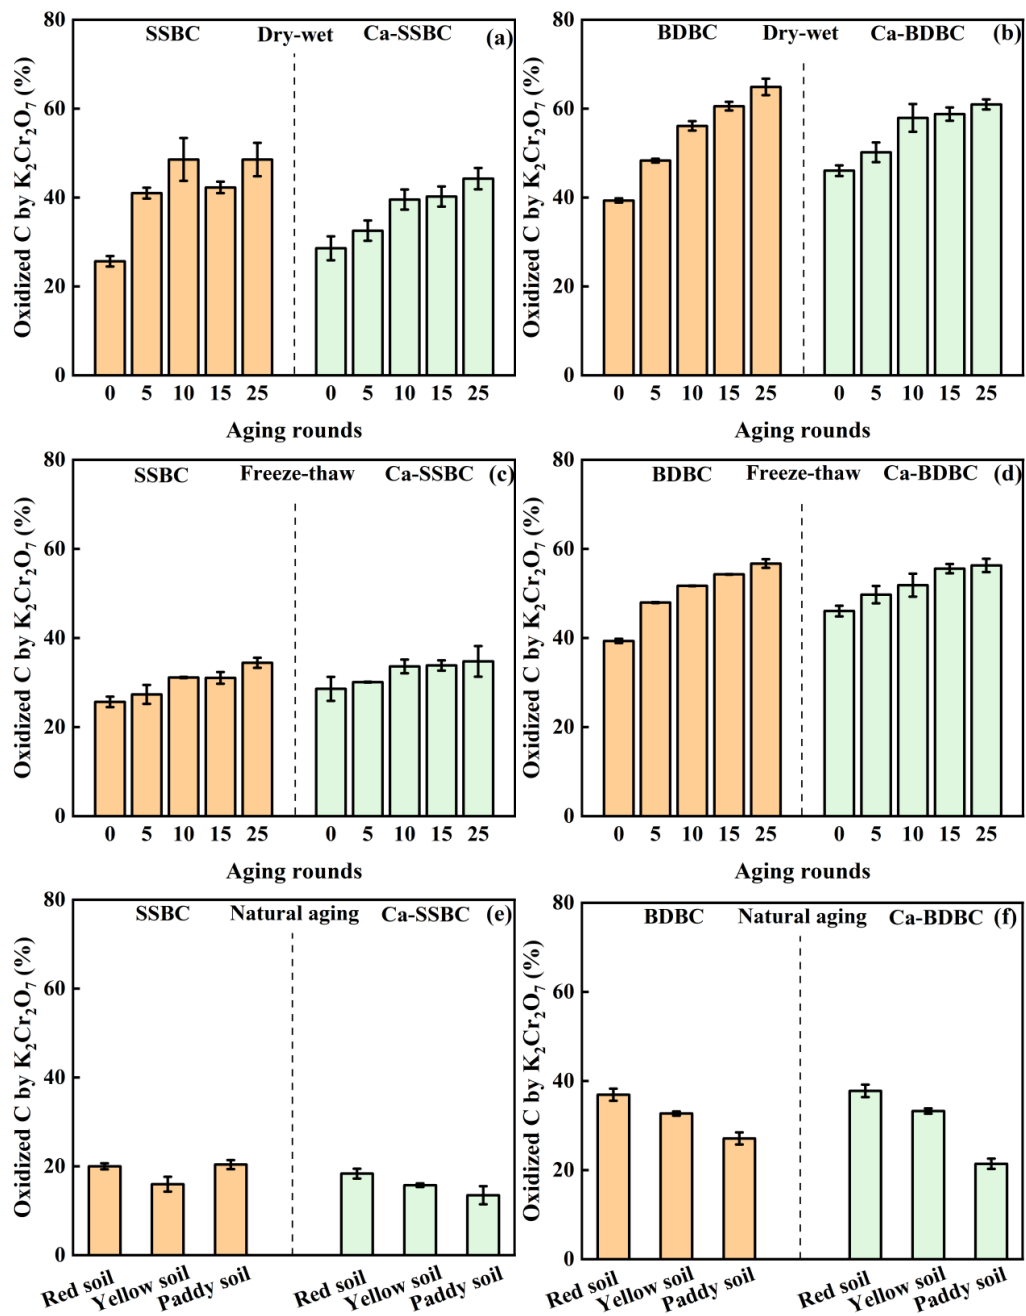 SSBC Dry-wet Ca-SSBC (a)
Oxidized C by K₂Cr₂O₇ (%)
80
60
40
20
0
0 5 10 15 25 0 5 10 15 25
Aging rounds
BDBC Dry-wet Ca-BDBC (b)
Oxidized C by K₂Cr₂O₇ (%)
80
60
40
20
0
0 5 10 15 25 0 5 10 15 25
Aging rounds
SSBC Freeze-thaw Ca-SSBC (c)
Oxidized C by K₂Cr₂O₇ (%)
80
60
40
20
0
0 5 10 15 25 0 5 10 15 25
Aging rounds
BDBC Freeze-thaw Ca-BDBC (d)
Oxidized C by K₂Cr₂O₇ (%)
80
60
40
20
0
0 5 10 15 25 0 5 10 15 25
Aging rounds
SSBC Natural aging Ca-SSBC (e)
Oxidized C by K₂Cr₂O₇ (%)
80
60
40
20
0
Red soil Yellow soil Paddy soil Red soil Yellow soil Paddy soil
BDBC Natural aging Ca-BDBC (f)
Oxidized C by K₂Cr₂O₇ (%)
80
60
40
20
0
Red soil Yellow soil Paddy soil Red soil Yellow soil Paddy soil